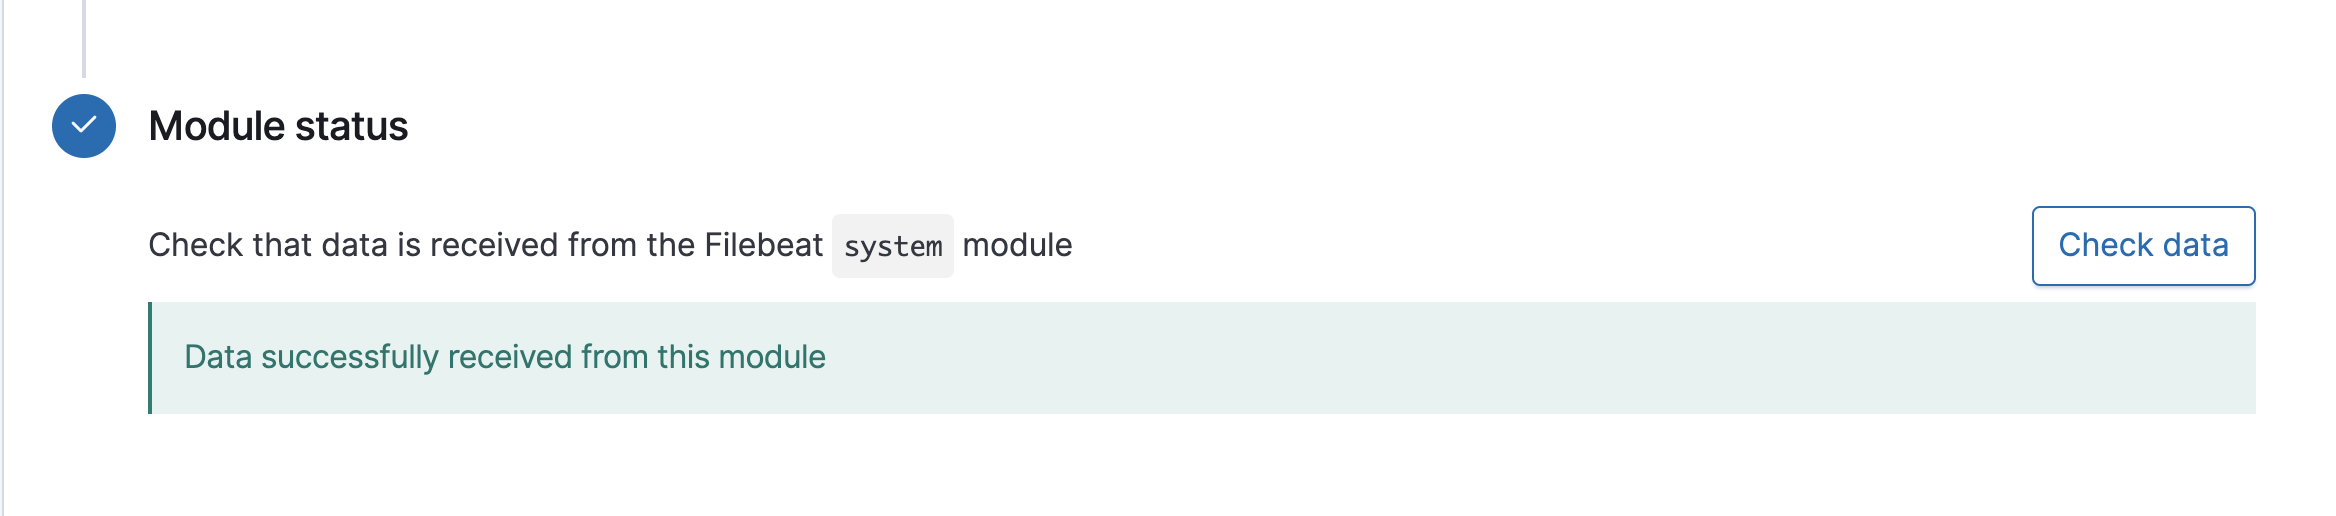 Module status
Check that data is received from the Filebeat system module
Check data
Data successfully received from this module